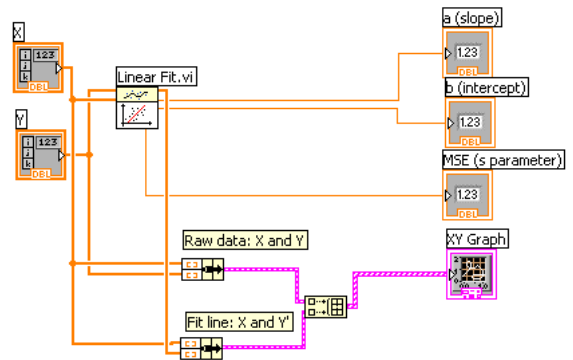 X
123
DBL
Y
123
DBL
Linear Fit.vi
a (slope)
1.23
DBL
b (intercept)
1.23
DBL
MSE (s parameter)
1.23
DBL
Raw data: X and Y
XY Graph
Fit line: X and Y'